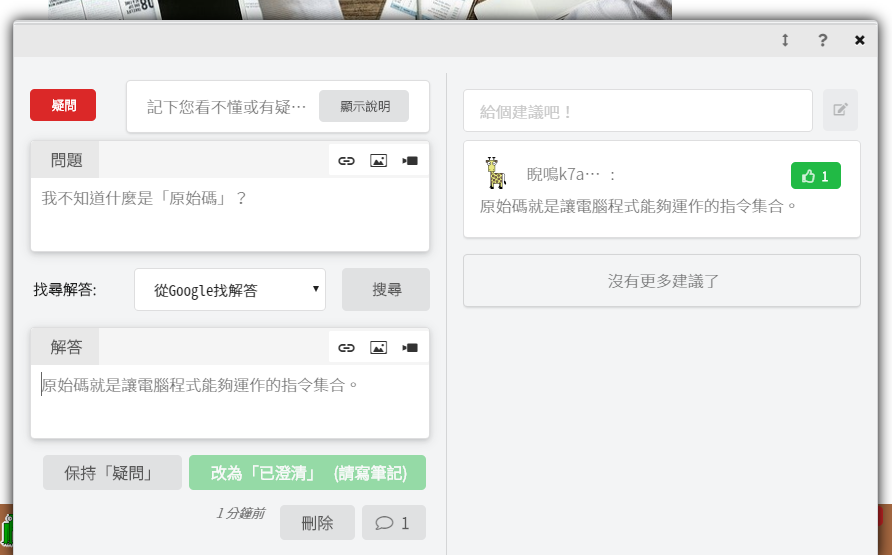 疑問
記下您看不懂或有疑…
顯示說明
問題
我不知道什麼是「原始碼」？
找尋解答:
從Google找解答
搜尋
解答
原始碼就是讓電腦程式能夠運作的指令集合。
保持「疑問」
改為「已澄清」 (請寫筆記)
1 分鐘前
刪除
1
?
給個建議吧！
睨鳴k7a… :
1
原始碼就是讓電腦程式能夠運作的指令集合。
沒有更多建議了